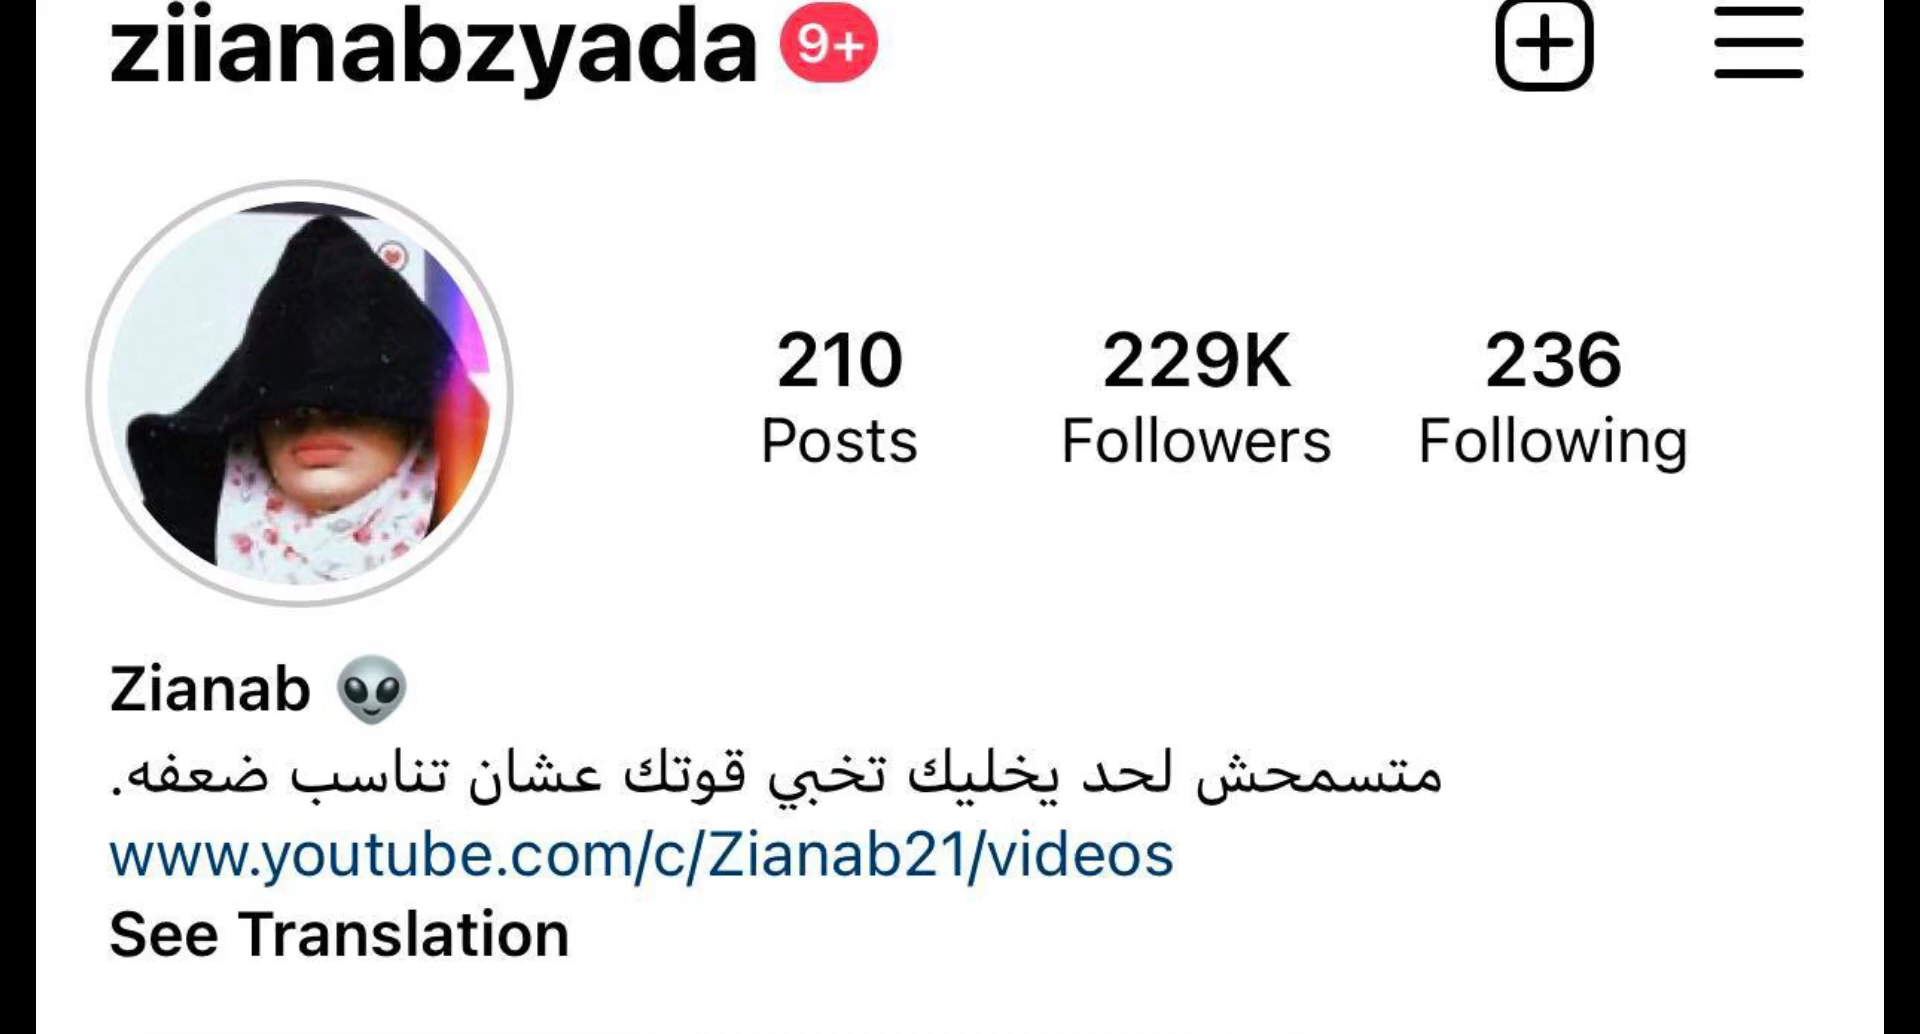 ziianabzyada 9+
210 229K 236
Posts Followers Following
Zianab 👽
متسمحش لحد يخليك تخبي قوتك عشان تناسب ضعفه.
www.youtube.com/c/Zianab21/videos
See Translation